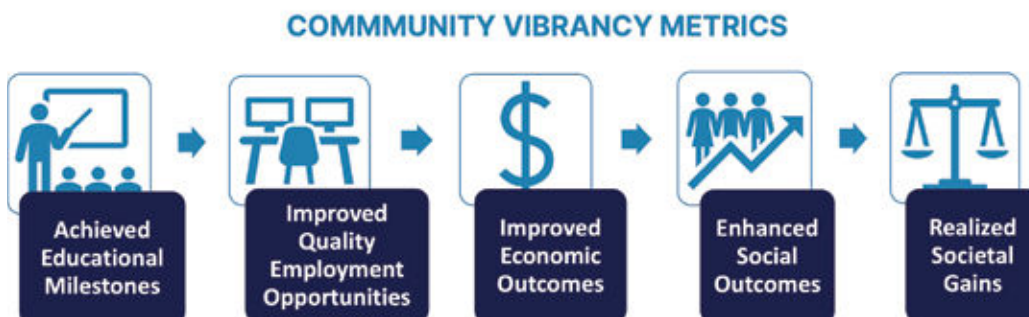 COMMMUNITY VIBRANCY METRICS
Achieved
Educational
Milestones
Improved
Quality
Employment
Opportunities
Improved
Economic
Outcomes
Enhanced
Social
Outcomes
Realized
Societal
Gains